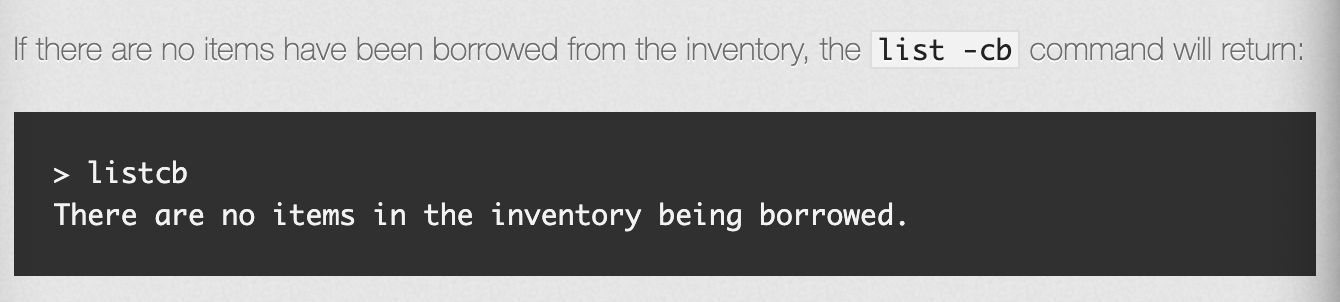 If there are no items have been borrowed from the inventory, the list -cb command will return:
> listcb
There are no items in the inventory being borrowed.